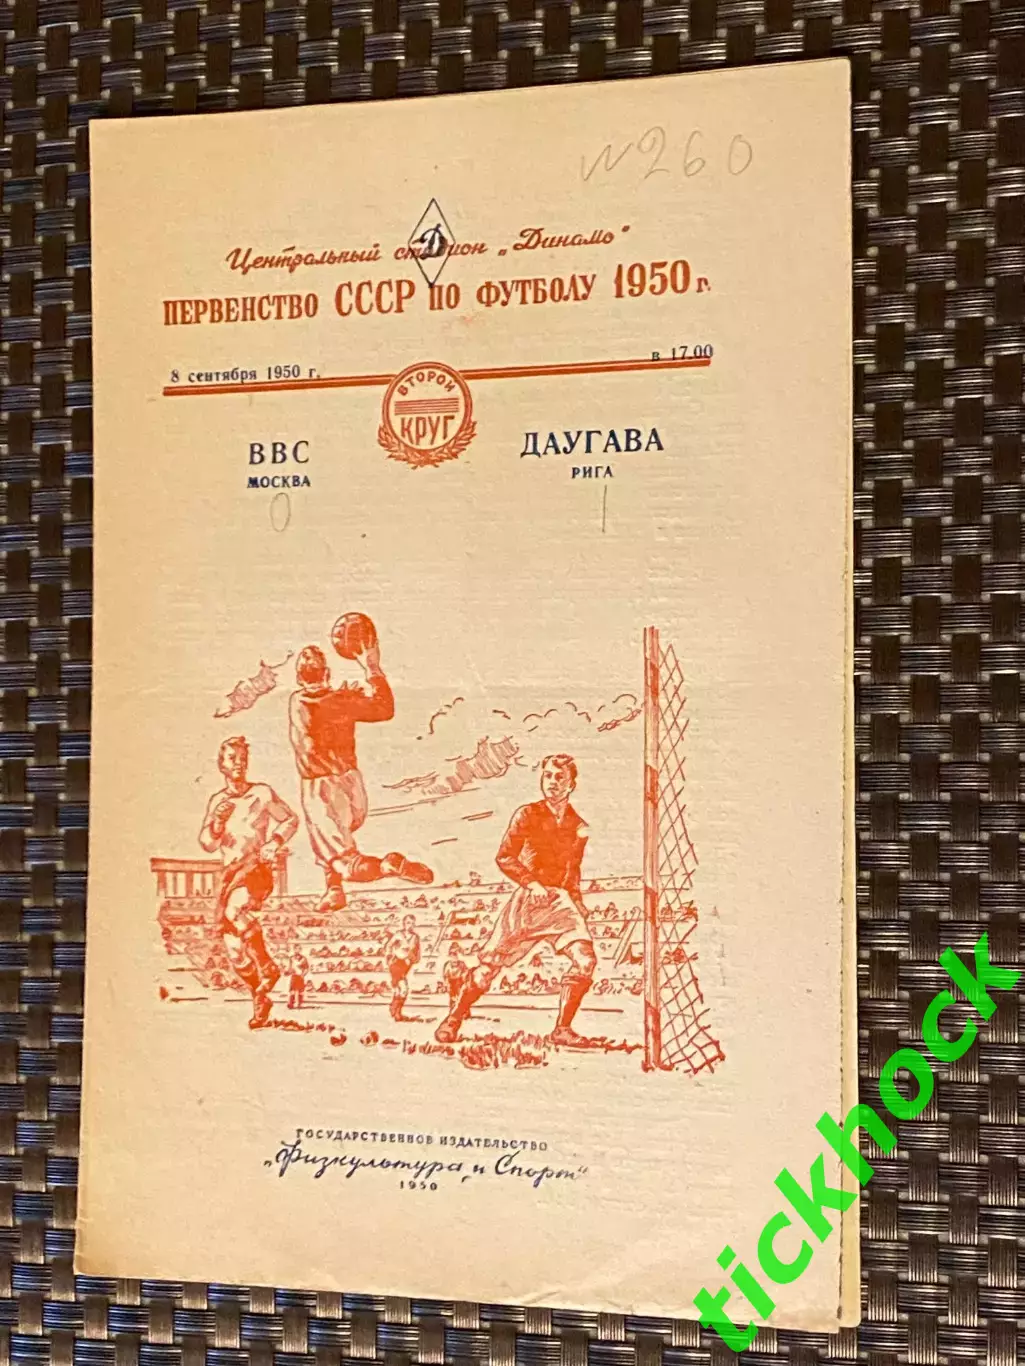 №260
Центральный стадион „Динамо"
ПЕРВЕНСТВО СССР ПО ФУТБОЛУ 1950 г.
8 сентября 1950 г. в 17.00
ВТОРОЙ
КРУГ
ВВС ДАУГАВА
МОСКВА РИГА
0 1
ГОСУДАРСТВЕННОЕ ИЗДАТЕЛЬСТВО
„Физкультура и Спорт"
1950
tickhock